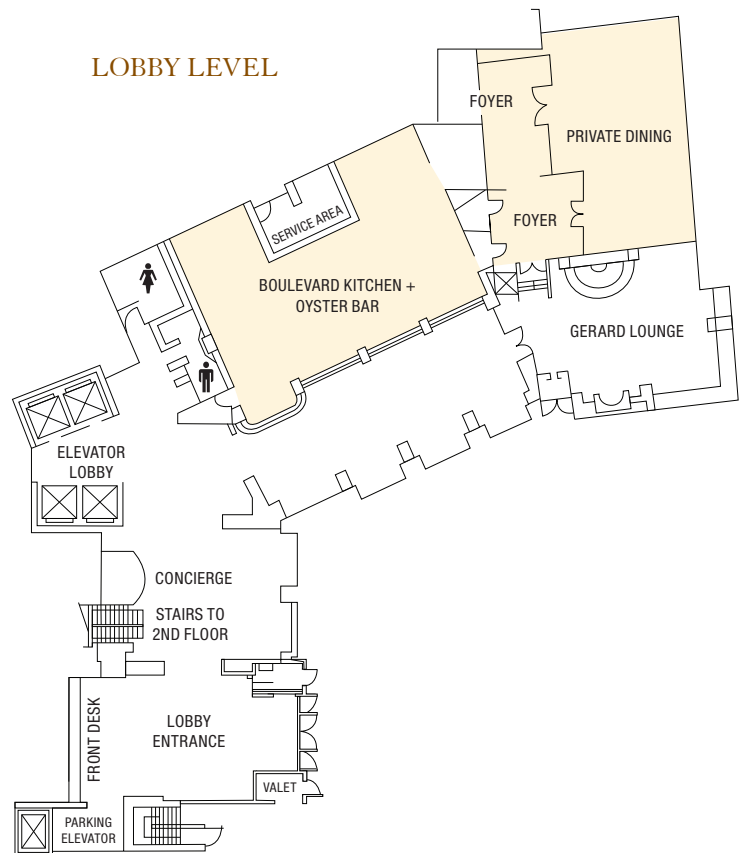 LOBBY LEVEL
FOYER
PRIVATE DINING
SERVICE AREA
FOYER
BOULEVARD KITCHEN +
OYSTER BAR
GERARD LOUNGE
ELEVATOR
LOBBY
CONCIERGE
STAIRS TO
2ND FLOOR
FRONT DESK
LOBBY
ENTRANCE
VALET
PARKING
ELEVATOR